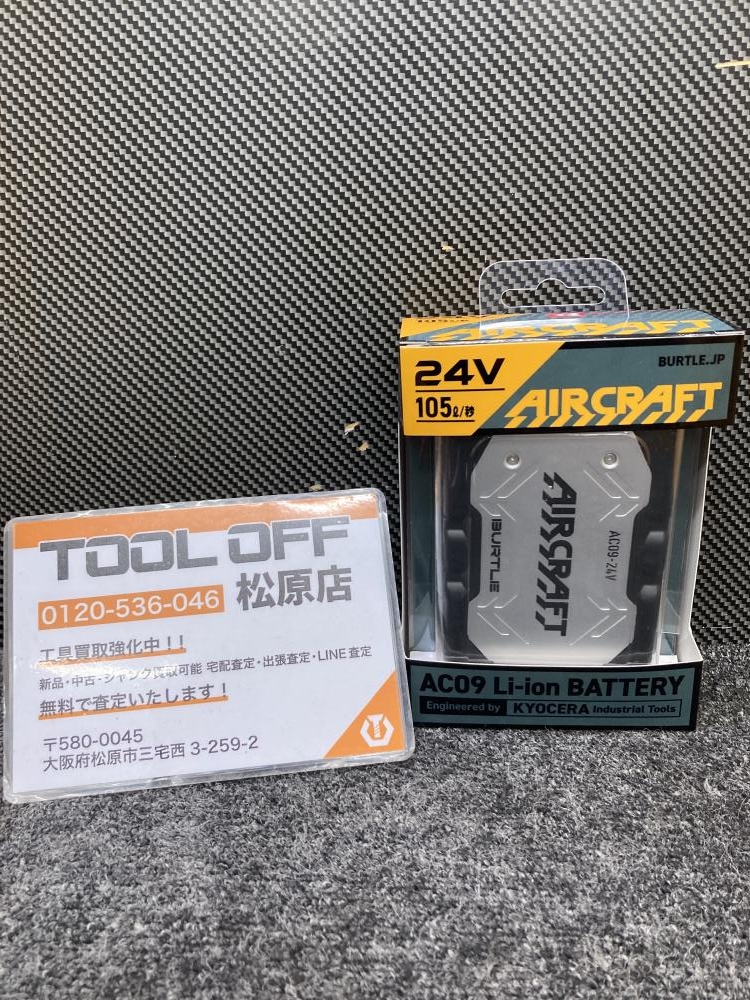 TOOL OFF
0120-536-046 松原店
工具買取強化中！！
新品・中古・ジャンク買取可能 宅配査定・出張査定・LINE査定
無料で査定いたします！
〒580-0045
大阪府松原市三宅西 3-259-2
24V
105ℓ/秒
BURTLE.JP
AIRCRAFT
AIRCRAFT
BURTLE
AC09-24V
AC09 Li-ion BATTERY
Engineered by KYOCERA Industrial Tools